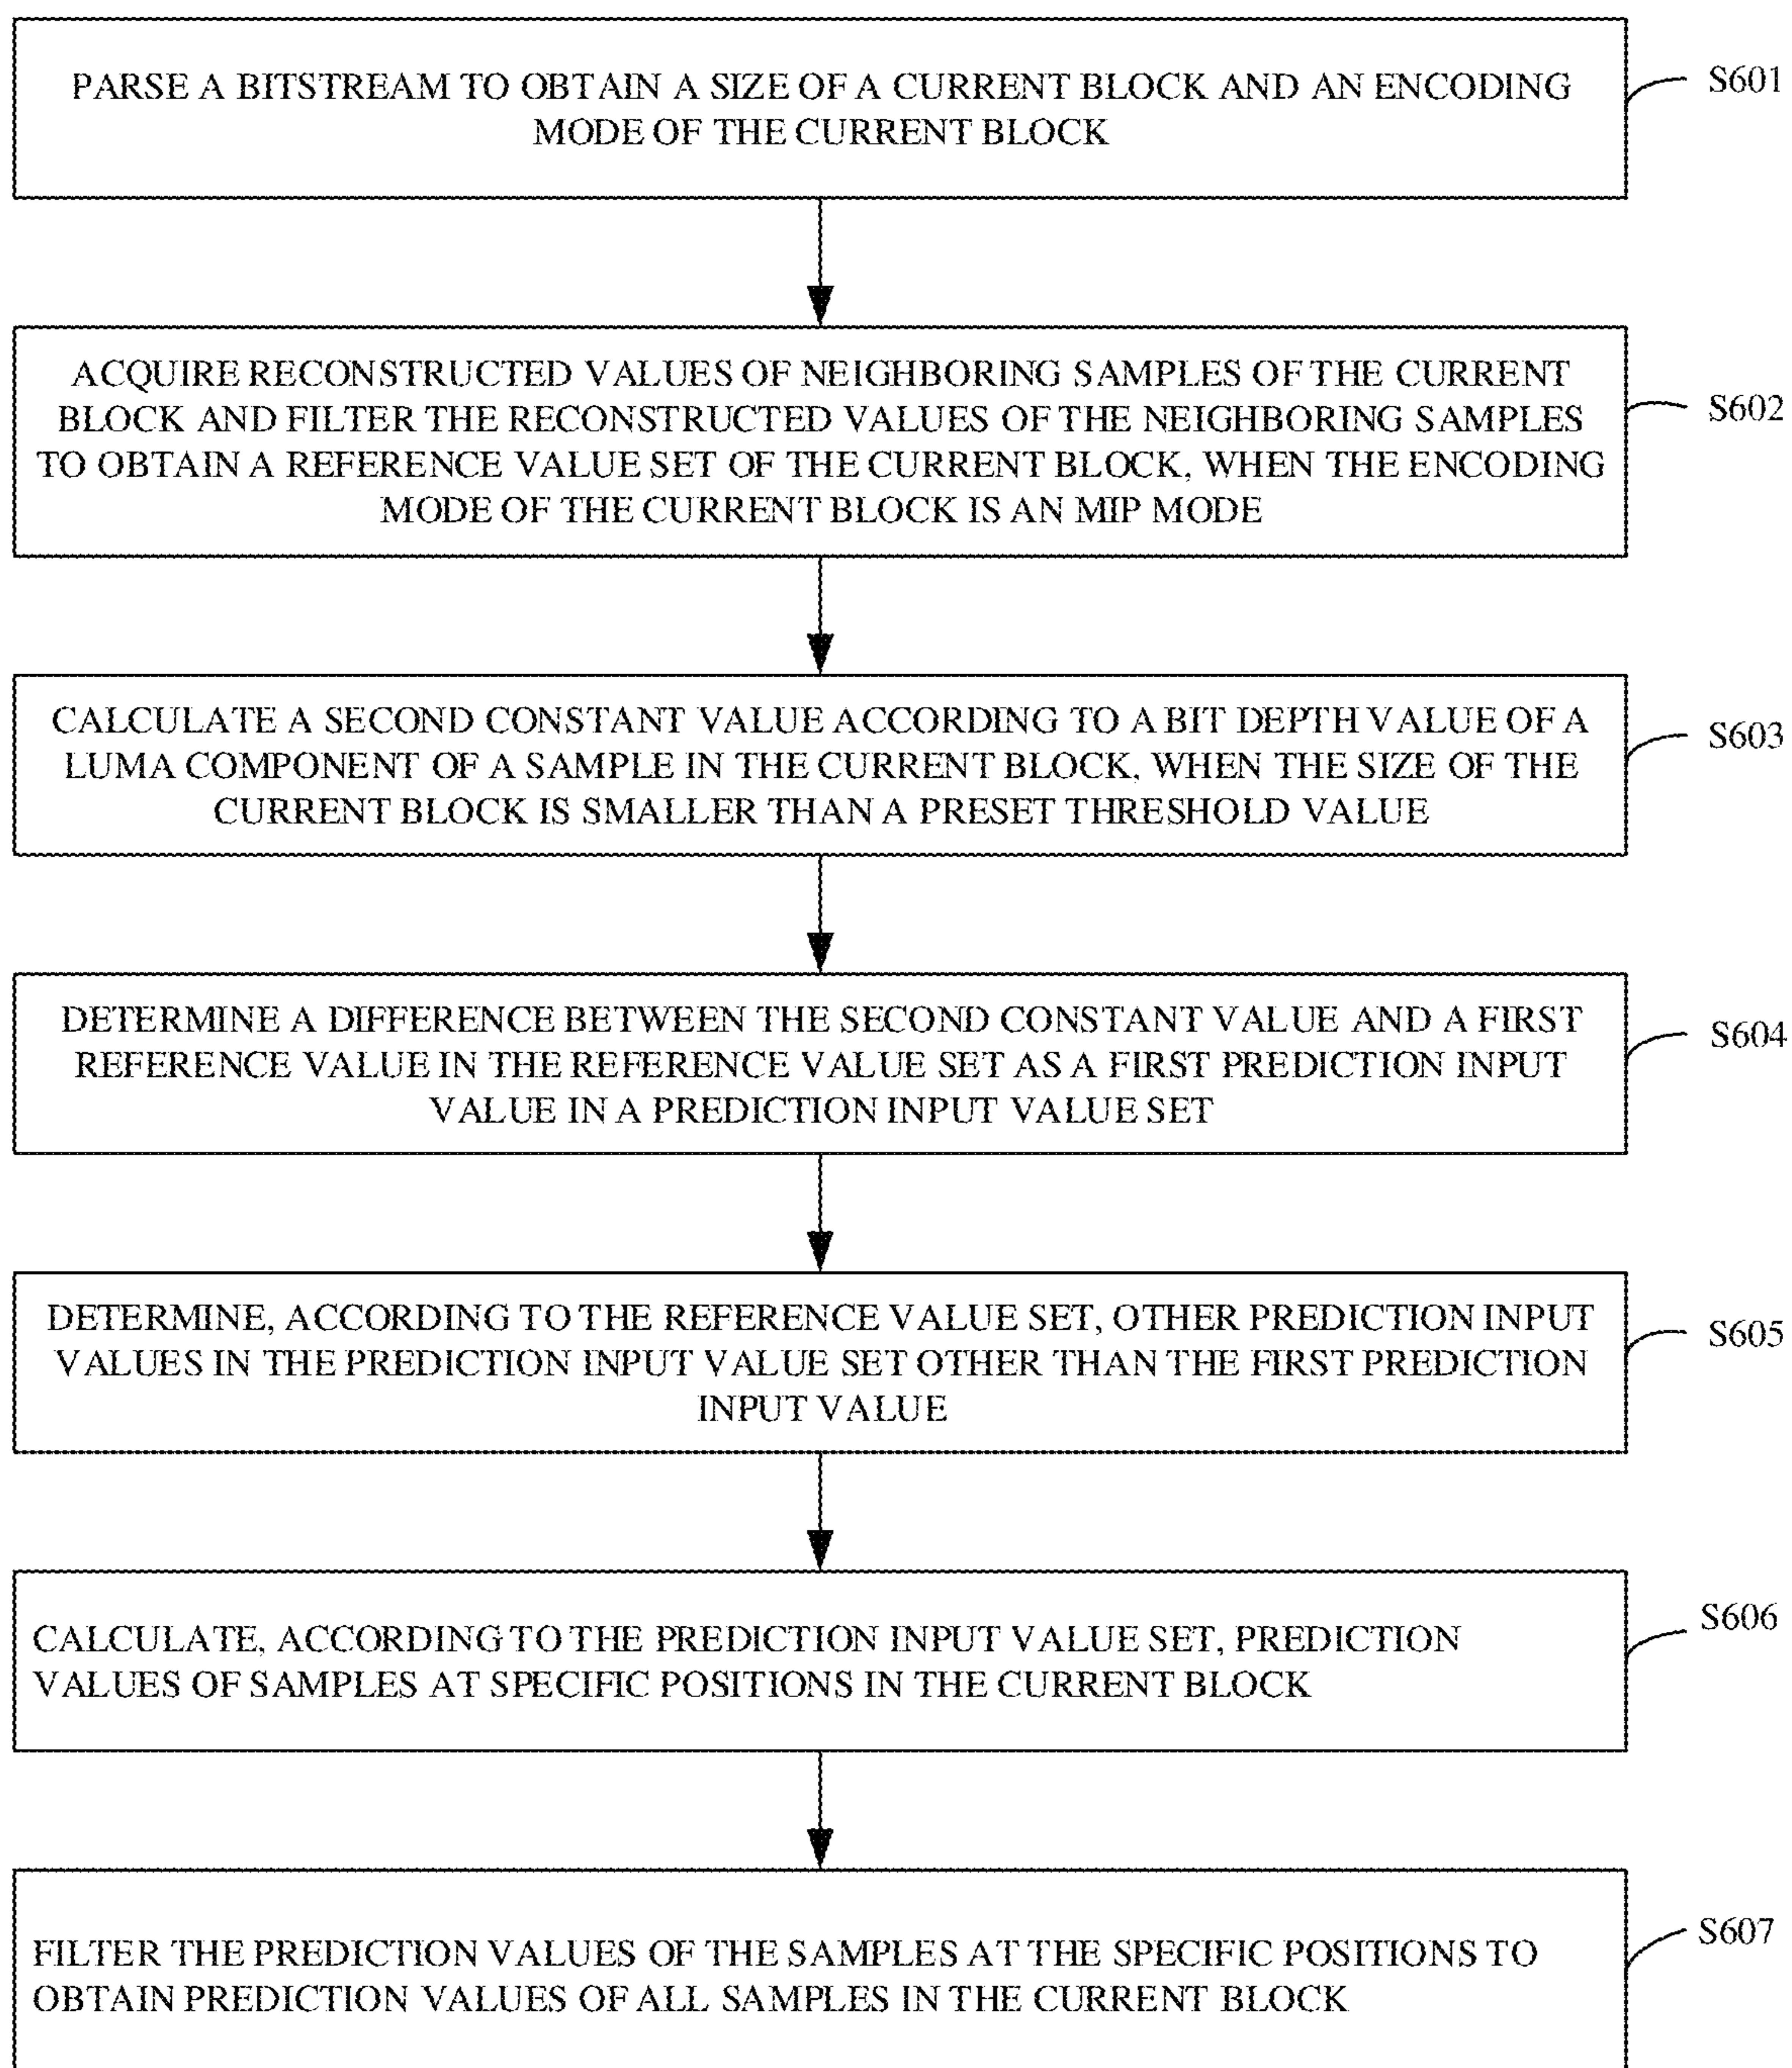 PARSE A BITSTREAM TO OBTAIN A SIZE OF A CURRENT BLOCK AND AN ENCODING
MODE OF THE CURRENT BLOCK
S601
ACQUIRE RECONSTRUCTED VALUES OF NEIGHBORING SAMPLES OF THE CURRENT
BLOCK AND FILTER THE RECONSTRUCTED VALUES OF THE NEIGHBORING SAMPLES
TO OBTAIN A REFERENCE VALUE SET OF THE CURRENT BLOCK, WHEN THE ENCODING
MODE OF THE CURRENT BLOCK IS AN MIP MODE
S602
CALCULATE A SECOND CONSTANT VALUE ACCORDING TO A BIT DEPTH VALUE OF A
LUMA COMPONENT OF A SAMPLE IN THE CURRENT BLOCK, WHEN THE SIZE OF THE
CURRENT BLOCK IS SMALLER THAN A PRESET THRESHOLD VALUE
S603
DETERMINE A DIFFERENCE BETWEEN THE SECOND CONSTANT VALUE AND A FIRST
REFERENCE VALUE IN THE REFERENCE VALUE SET AS A FIRST PREDICTION INPUT
VALUE IN A PREDICTION INPUT VALUE SET
S604
DETERMINE, ACCORDING TO THE REFERENCE VALUE SET, OTHER PREDICTION INPUT
VALUES IN THE PREDICTION INPUT VALUE SET OTHER THAN THE FIRST PREDICTION
INPUT VALUE
S605
CALCULATE, ACCORDING TO THE PREDICTION INPUT VALUE SET, PREDICTION
VALUES OF SAMPLES AT SPECIFIC POSITIONS IN THE CURRENT BLOCK
S606
FILTER THE PREDICTION VALUES OF THE SAMPLES AT THE SPECIFIC POSITIONS TO
OBTAIN PREDICTION VALUES OF ALL SAMPLES IN THE CURRENT BLOCK
S607